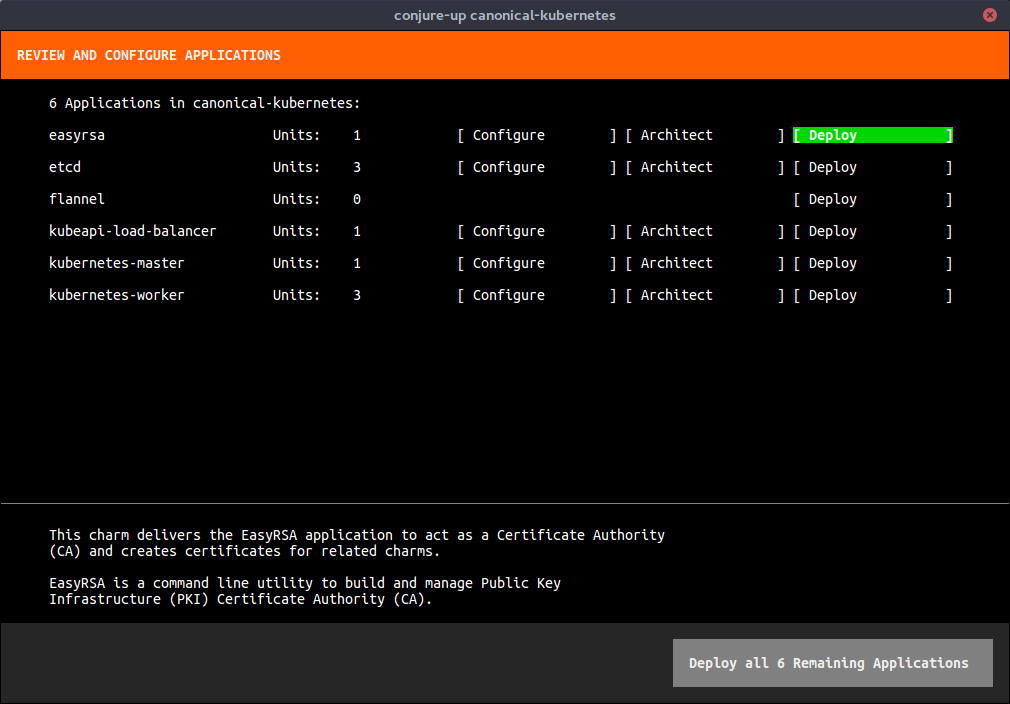 conjure-up canonical-kubernetes
REVIEW AND CONFIGURE APPLICATIONS
6 Applications in canonical-kubernetes:
easyrsa Units: 1 [ Configure ] [ Architect ] [ Deploy ]
etcd Units: 3 [ Configure ] [ Architect ] [ Deploy ]
flannel Units: 0 [ Deploy ]
kubeapi-load-balancer Units: 1 [ Configure ] [ Architect ] [ Deploy ]
kubernetes-master Units: 1 [ Configure ] [ Architect ] [ Deploy ]
kubernetes-worker Units: 3 [ Configure ] [ Architect ] [ Deploy ]
This charm delivers the EasyRSA application to act as a Certificate Authority
(CA) and creates certificates for related charms.
EasyRSA is a command line utility to build and manage Public Key
Infrastructure (PKI) Certificate Authority (CA).
Deploy all 6 Remaining Applications